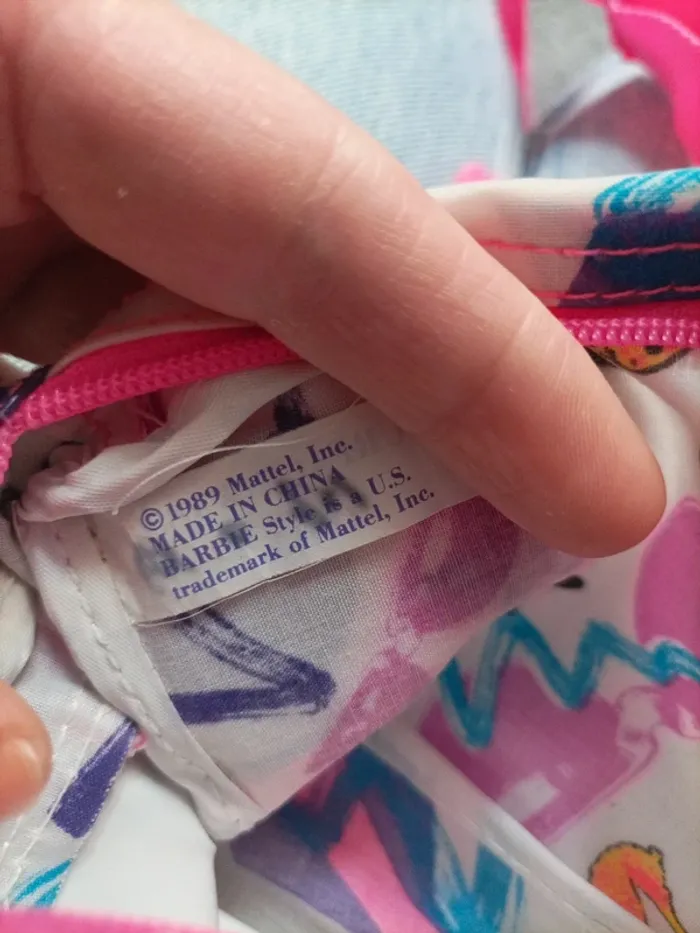 ©1989 Mattel, Inc.
MADE IN CHINA
BARBIE Style is a U.S.
trademark of Mattel, Inc.